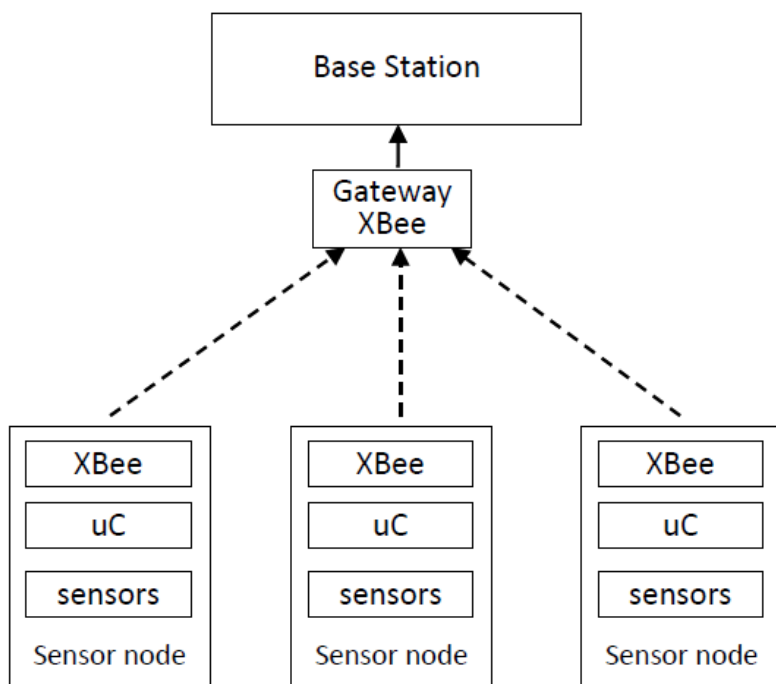 Base Station
Gateway
XBee
XBee
uC
sensors
Sensor node
XBee
uC
sensors
Sensor node
XBee
uC
sensors
Sensor node